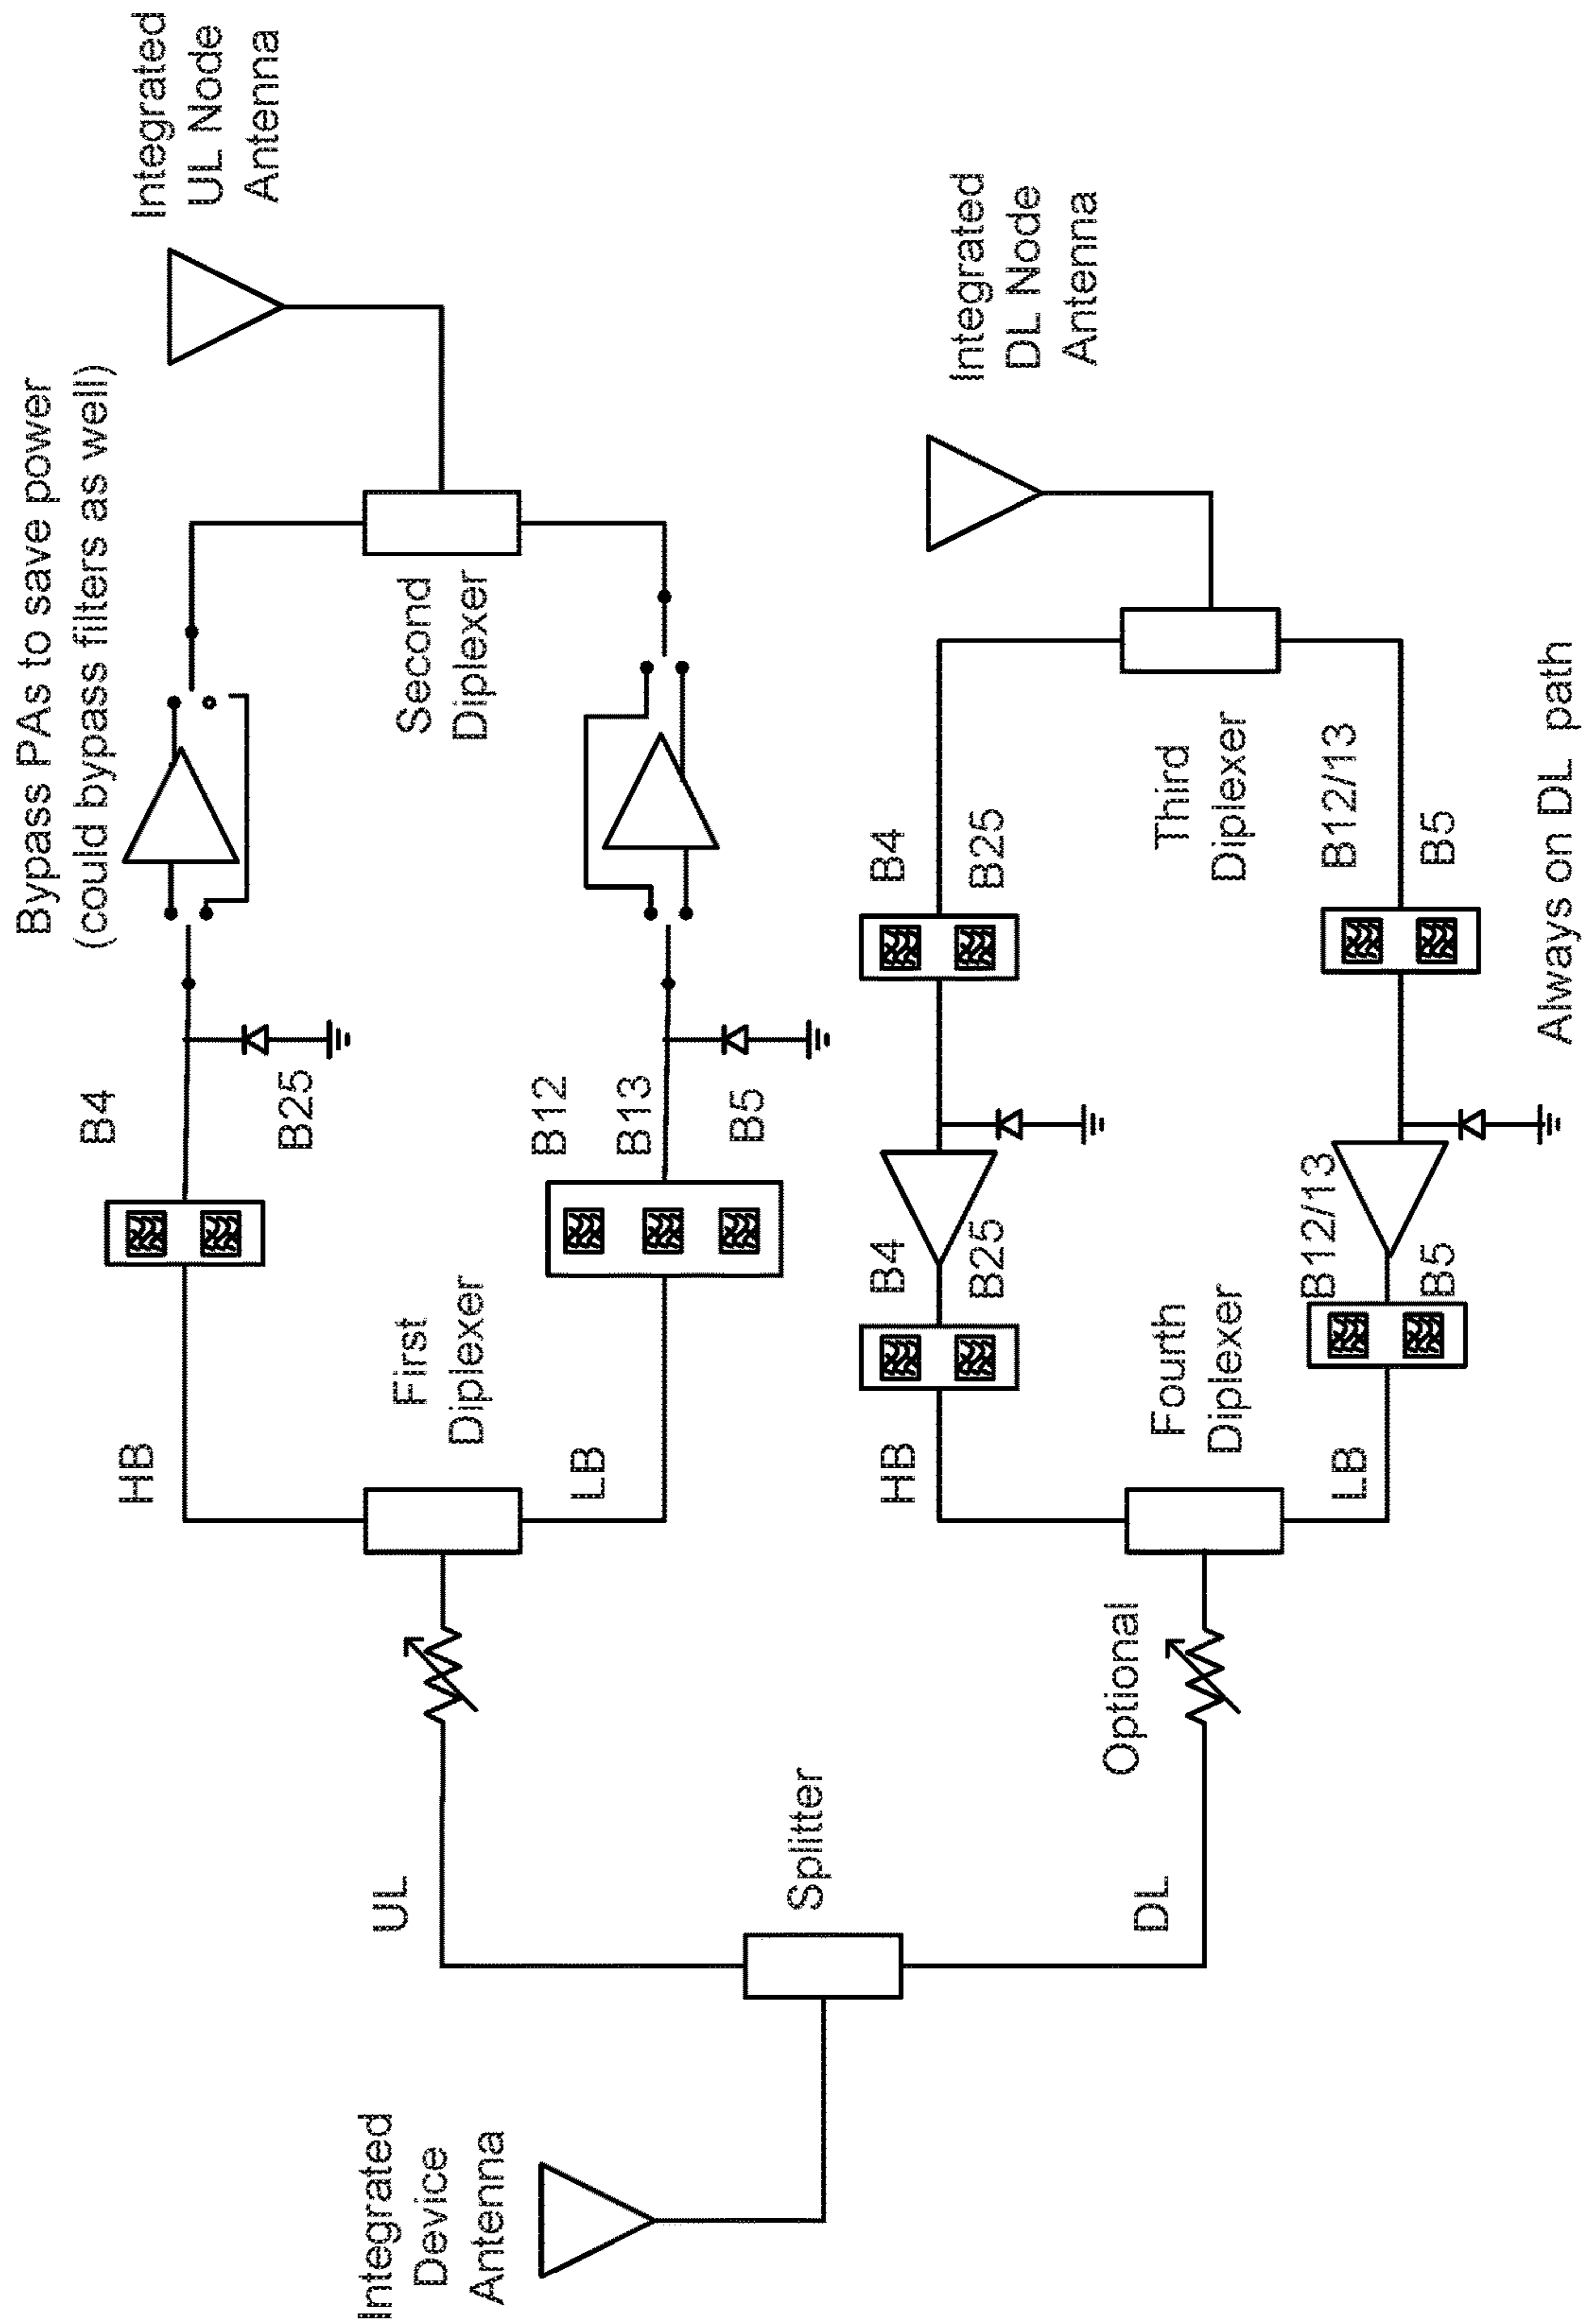 Bypass PAs to save power
(could bypass filters as well)
Integrated
UL Node
Antenna
B4
B25
HB
First
Diplexer
Second
Diplexer
LB
B12
B13
B5
UL
Integrated
Device
Antenna
Splitter
DL
Optional
HB
B4
B25
B4
B25
Integrated
DL Node
Antenna
Fourth
Diplexer
Third
Diplexer
LB
B12/13
B5
B12/13
B5
Always on DL path